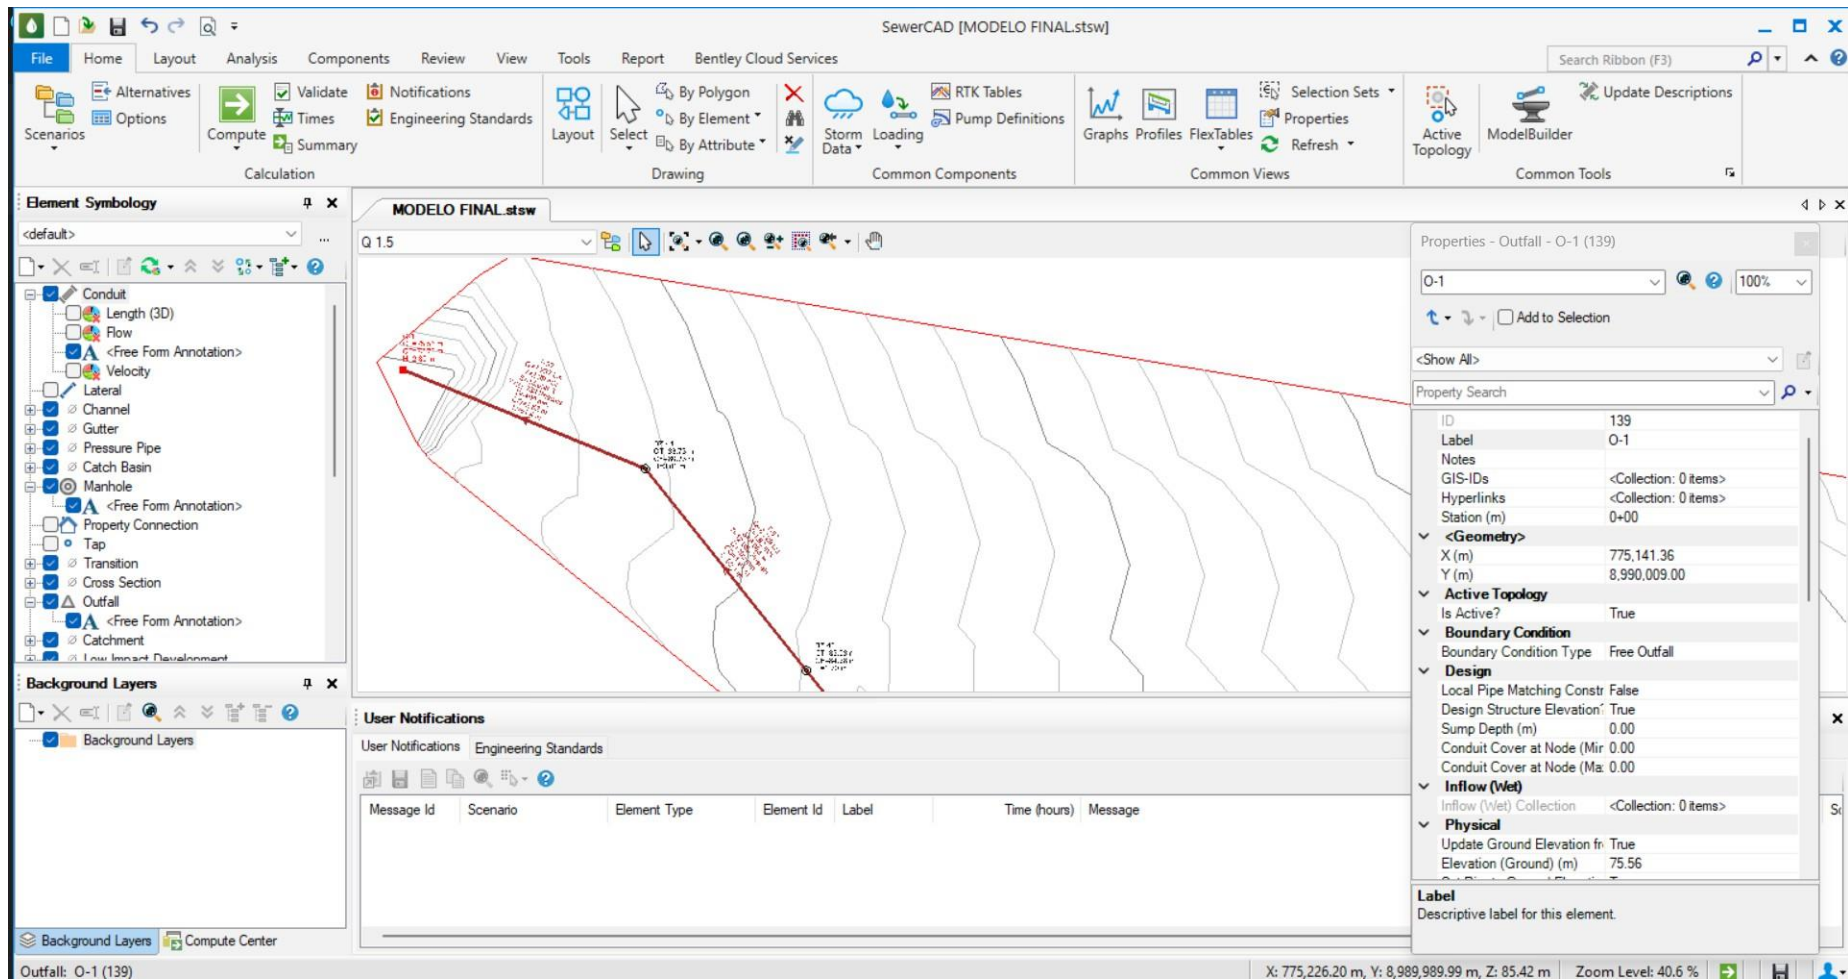 SewerCAD [MODELO FINAL.stsw]
File Home Layout Analysis Components Review View Tools Report Bentley Cloud Services Search Ribbon (F3)
Scenarios
Alternatives
Options
Compute
Validate
Times
Summary
Notifications
Engineering Standards
Calculation
Layout
Select
By Polygon
By Element
By Attribute
Drawing
Storm Data
Loading
RTK Tables
Pump Definitions
Common Components
Graphs Profiles FlexTables
Selection Sets
Properties
Refresh
Common Views
Active Topology
ModelBuilder
Update Descriptions
Common Tools
Element Symbology
<default>
Conduit
Length (3D)
Flow
<Free Form Annotation>
Velocity
Lateral
Channel
Gutter
Pressure Pipe
Catch Basin
Manhole
<Free Form Annotation>
Property Connection
Tap
Transition
Cross Section
Outfall
<Free Form Annotation>
Catchment
Low Impact Development
Background Layers
Background Layers
Background Layers Compute Center
MODELO FINAL.stsw
Q 1.5
User Notifications
User Notifications Engineering Standards
Message Id Scenario Element Type Element Id Label Time (hours) Message
Properties - Outfall - O-1 (139)
O-1 100%
Add to Selection
<Show All>
Property Search
ID 139
Label O-1
Notes
GIS-IDs <Collection: 0 items>
Hyperlinks <Collection: 0 items>
Station (m) 0+00
<Geometry>
X (m) 775,141.36
Y (m) 8,990,009.00
Active Topology
Is Active? True
Boundary Condition
Boundary Condition Type Free Outfall
Design
Local Pipe Matching Constr False
Design Structure Elevation? True
Sump Depth (m) 0.00
Conduit Cover at Node (Mir 0.00
Conduit Cover at Node (Ma: 0.00
Inflow (Wet)
Inflow (Wet) Collection <Collection: 0 items>
Physical
Update Ground Elevation fr True
Elevation (Ground) (m) 75.56
Label
Descriptive label for this element.
Outfall: O-1 (139)
X: 775,226.20 m, Y: 8,989,989.99 m, Z: 85.42 m Zoom Level: 40.6 %